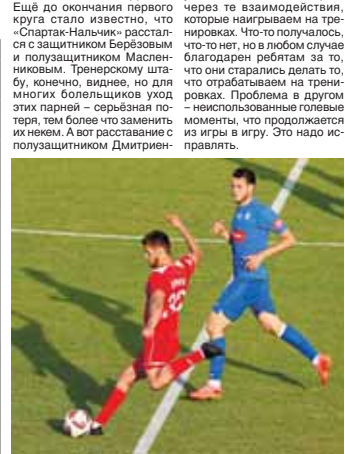 Ещё до окончания первого
круга стало известно, что
«Спартак-Нальчик» расстал-
ся с защитником Берёзовым
и полузащитником Маслен-
никовым. Тренерскому шта-
бу, конечно, виднее, но для
многих болельщиков уход
этих парней – серьёзная по-
теря, тем более что заменить
их некем. А вот расставание с
полузащитником Дмитриен-
через те взаимодействия,
которые наигрываем на тре-
нировках. Что-то получалось,
что-то нет, но в любом случае
благодарен ребятам за то,
что они старались делать то,
что отрабатываем на трени-
ровках. Проблема в другом
– неиспользованные голевые
моменты, что продолжается
из игры в игру. Это надо ис-
правлять.